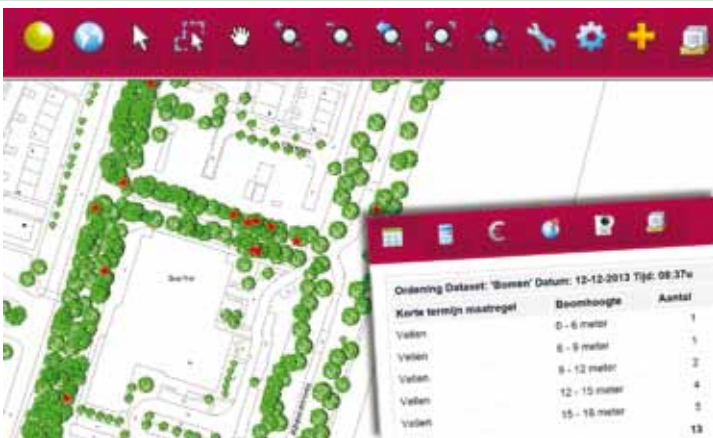 Ordening Dataset: 'Bomen' Datum: 12-12-2013 Tijd: 08:37u
Korte termijn maatregel Boomhoogte Aantal
Vellen 0 - 6 meter 1
Vellen 6 - 9 meter 1
Vellen 9 - 12 meter 2
Vellen 12 - 15 meter 4
Vellen 15 - 18 meter 5
13